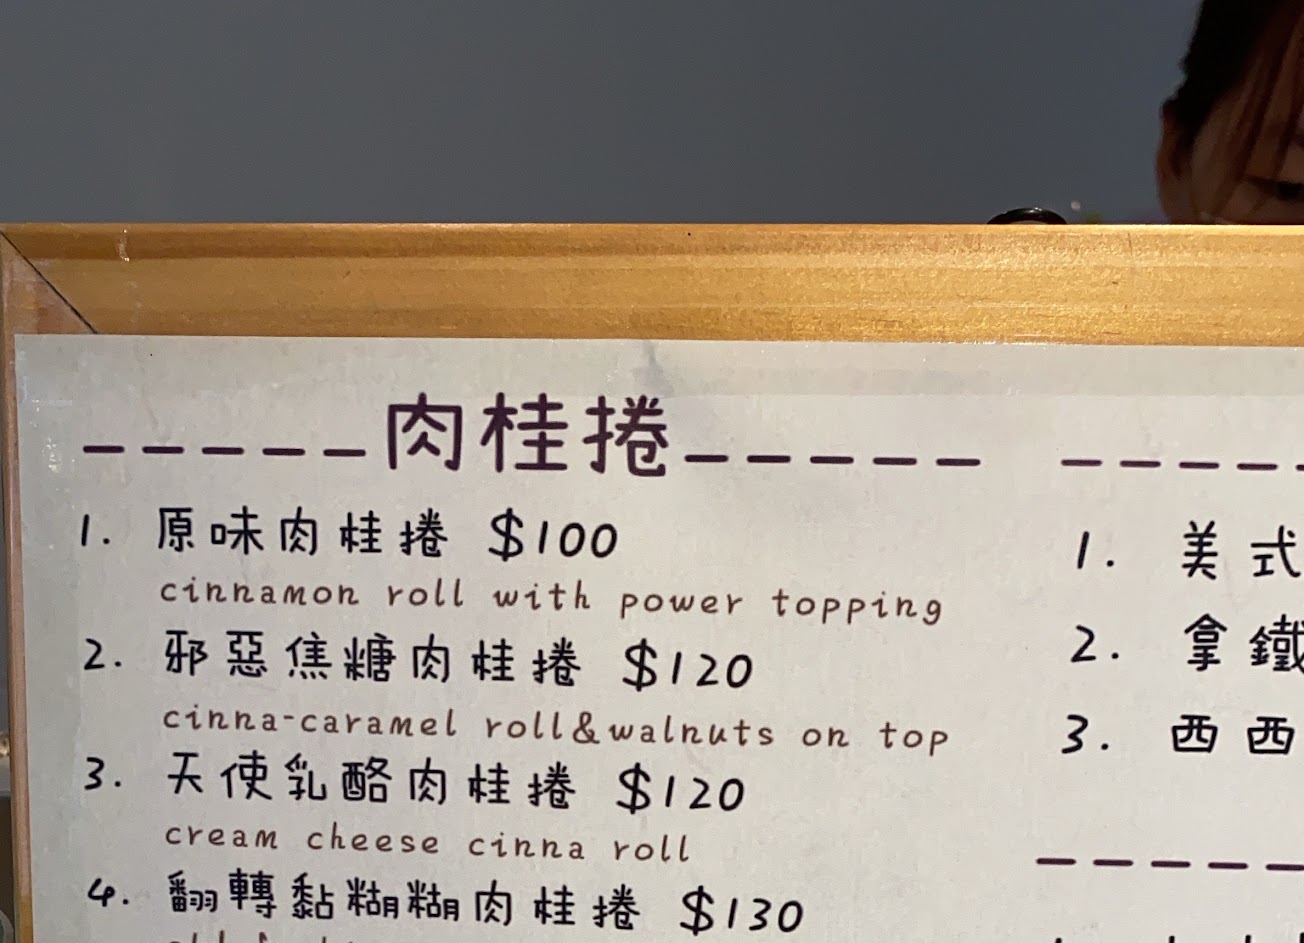 肉桂捲
1. 原味肉桂捲 $100
cinnamon roll with power topping
2. 邪惡焦糖肉桂捲 $120
cinna-caramel roll&walnuts on top
3. 天使乳酪肉桂捲 $120
cream cheese cinna roll
4. 翻轉黏糊糊肉桂捲 $130
1. 美式
2. 拿鐵
3. 西西